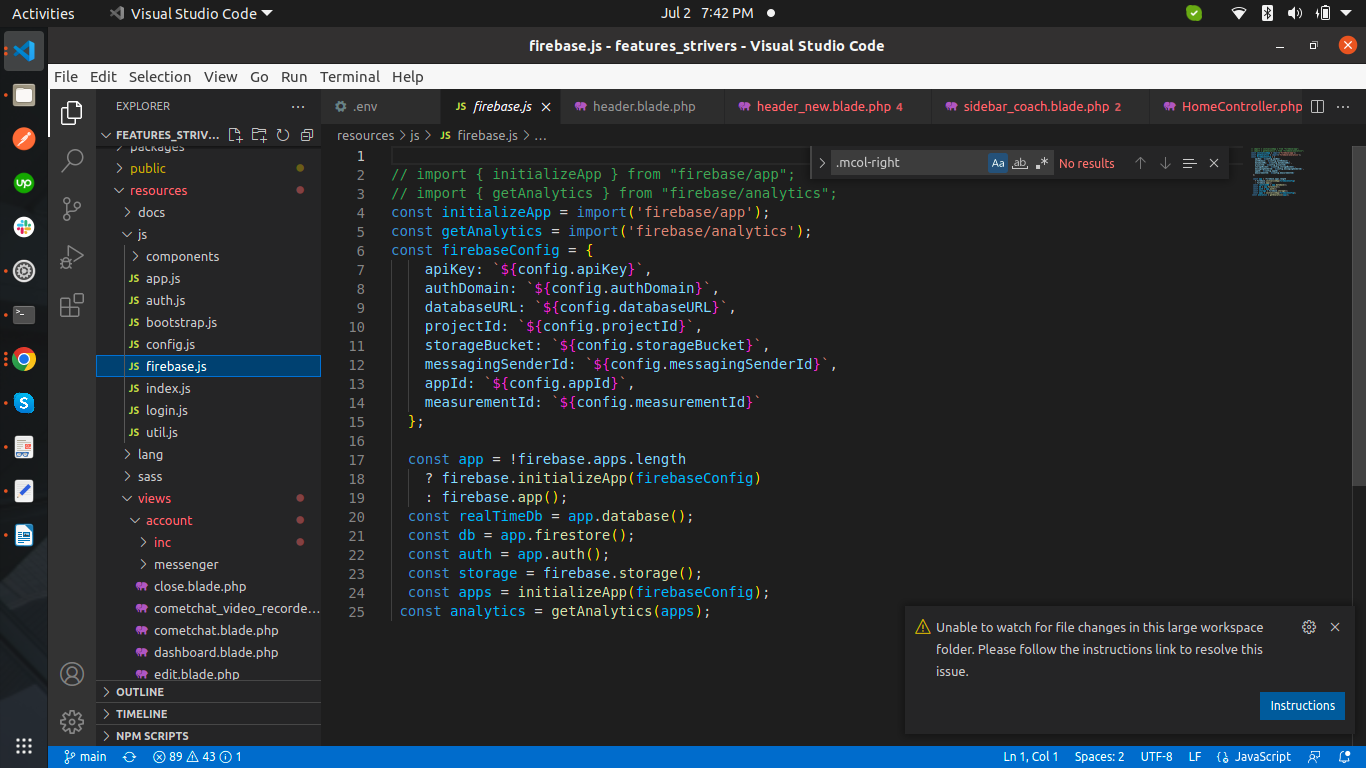 Activities
Visual Studio Code
Jul 2 7:42 PM
firebase.js - features_strivers - Visual Studio Code
File Edit Selection View Go Run Terminal Help
EXPLORER
.env
JS firebase.js
header.blade.php
header_new.blade.php 4
sidebar_coach.blade.php 2
HomeController.php
FEATURES_STRIV...
resources > js > JS firebase.js > ...
.mcol-right
Aa
ab
No results
packages
public
resources
docs
js
components
JS app.js
JS auth.js
JS bootstrap.js
JS config.js
JS firebase.js
JS index.js
JS login.js
JS util.js
lang
sass
views
account
inc
messenger
close.blade.php
cometchat_video_recorde...
cometchat.blade.php
dashboard.blade.php
edit.blade.php
OUTLINE
TIMELINE
NPM SCRIPTS
1
2 // import { initializeApp } from "firebase/app";
3 // import { getAnalytics } from "firebase/analytics";
4 const initializeApp = import('firebase/app');
5 const getAnalytics = import('firebase/analytics');
6 const firebaseConfig = {
7 apiKey: `${config.apiKey}`,
8 authDomain: `${config.authDomain}`,
9 databaseURL: `${config.databaseURL}`,
10 projectId: `${config.projectId}`,
11 storageBucket: `${config.storageBucket}`,
12 messagingSenderId: `${config.messagingSenderId}`,
13 appId: `${config.appId}`,
14 measurementId: `${config.measurementId}`
15 };
16
17 const app = !firebase.apps.length
18 ? firebase.initializeApp(firebaseConfig)
19 : firebase.app();
20 const realTimeDb = app.database();
21 const db = app.firestore();
22 const auth = app.auth();
23 const storage = firebase.storage();
24 const apps = initializeApp(firebaseConfig);
25 const analytics = getAnalytics(apps);
Unable to watch for file changes in this large workspace
folder. Please follow the instructions link to resolve this
issue.
Instructions
main
89 43 1
Ln 1, Col 1
Spaces: 2
UTF-8
LF
{} JavaScript